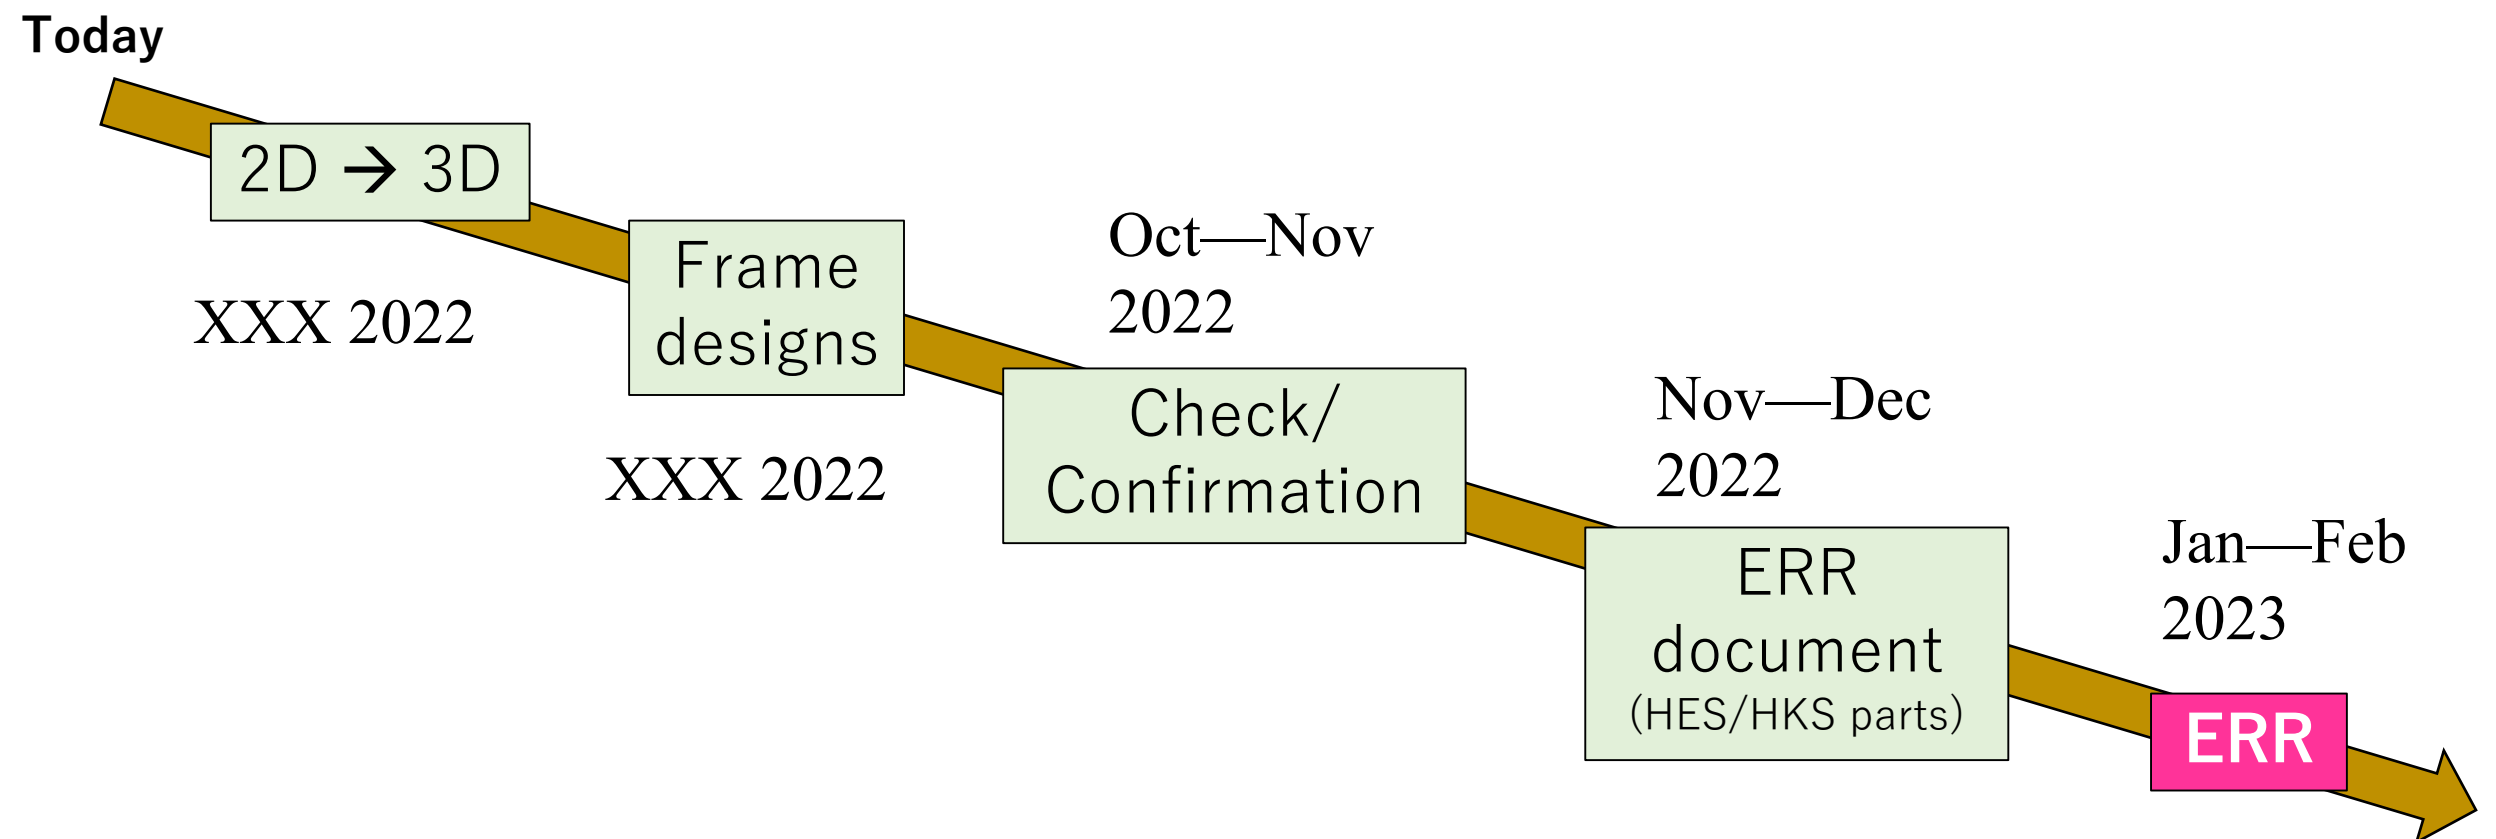 Today
2D → 3D
XXX 2022
Frame
designs
XXX 2022
Oct—Nov
2022
Check/
Confirmation
Nov—Dec
2022
ERR
document
(HES/HKS parts)
Jan—Feb
2023
ERR